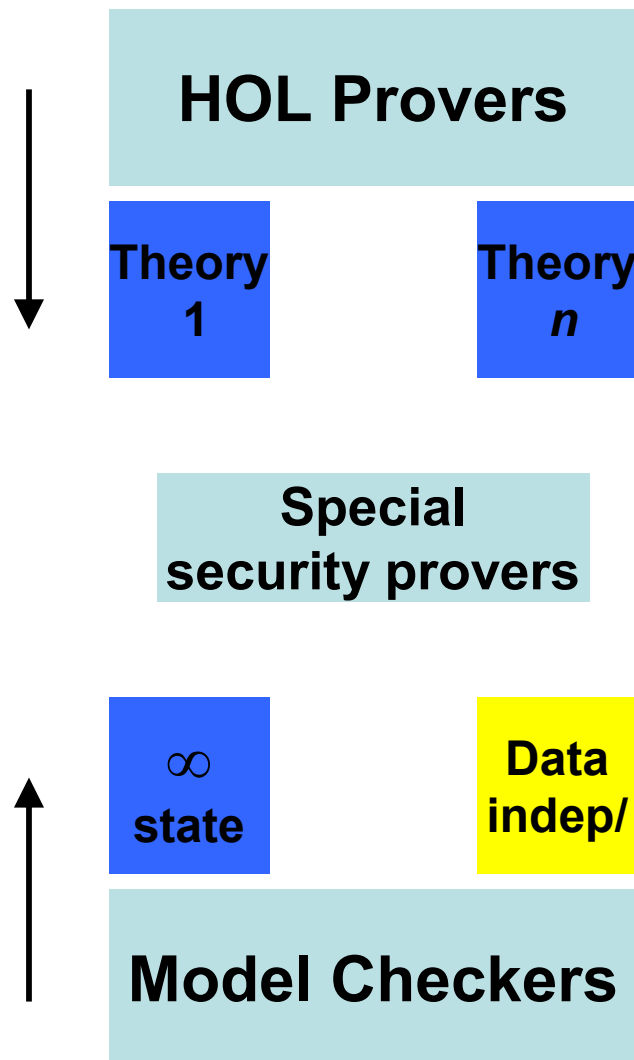 HOL Provers
Theory
1
Theory
n
Special
security provers
∞
state
Data
indep/
Model Checkers